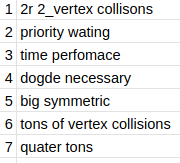 1 2r 2_vertex collisons
2 priority wating
3 time perfomace
4 dogde necessary
5 big symmetric
6 tons of vertex collisions
7 quater tons